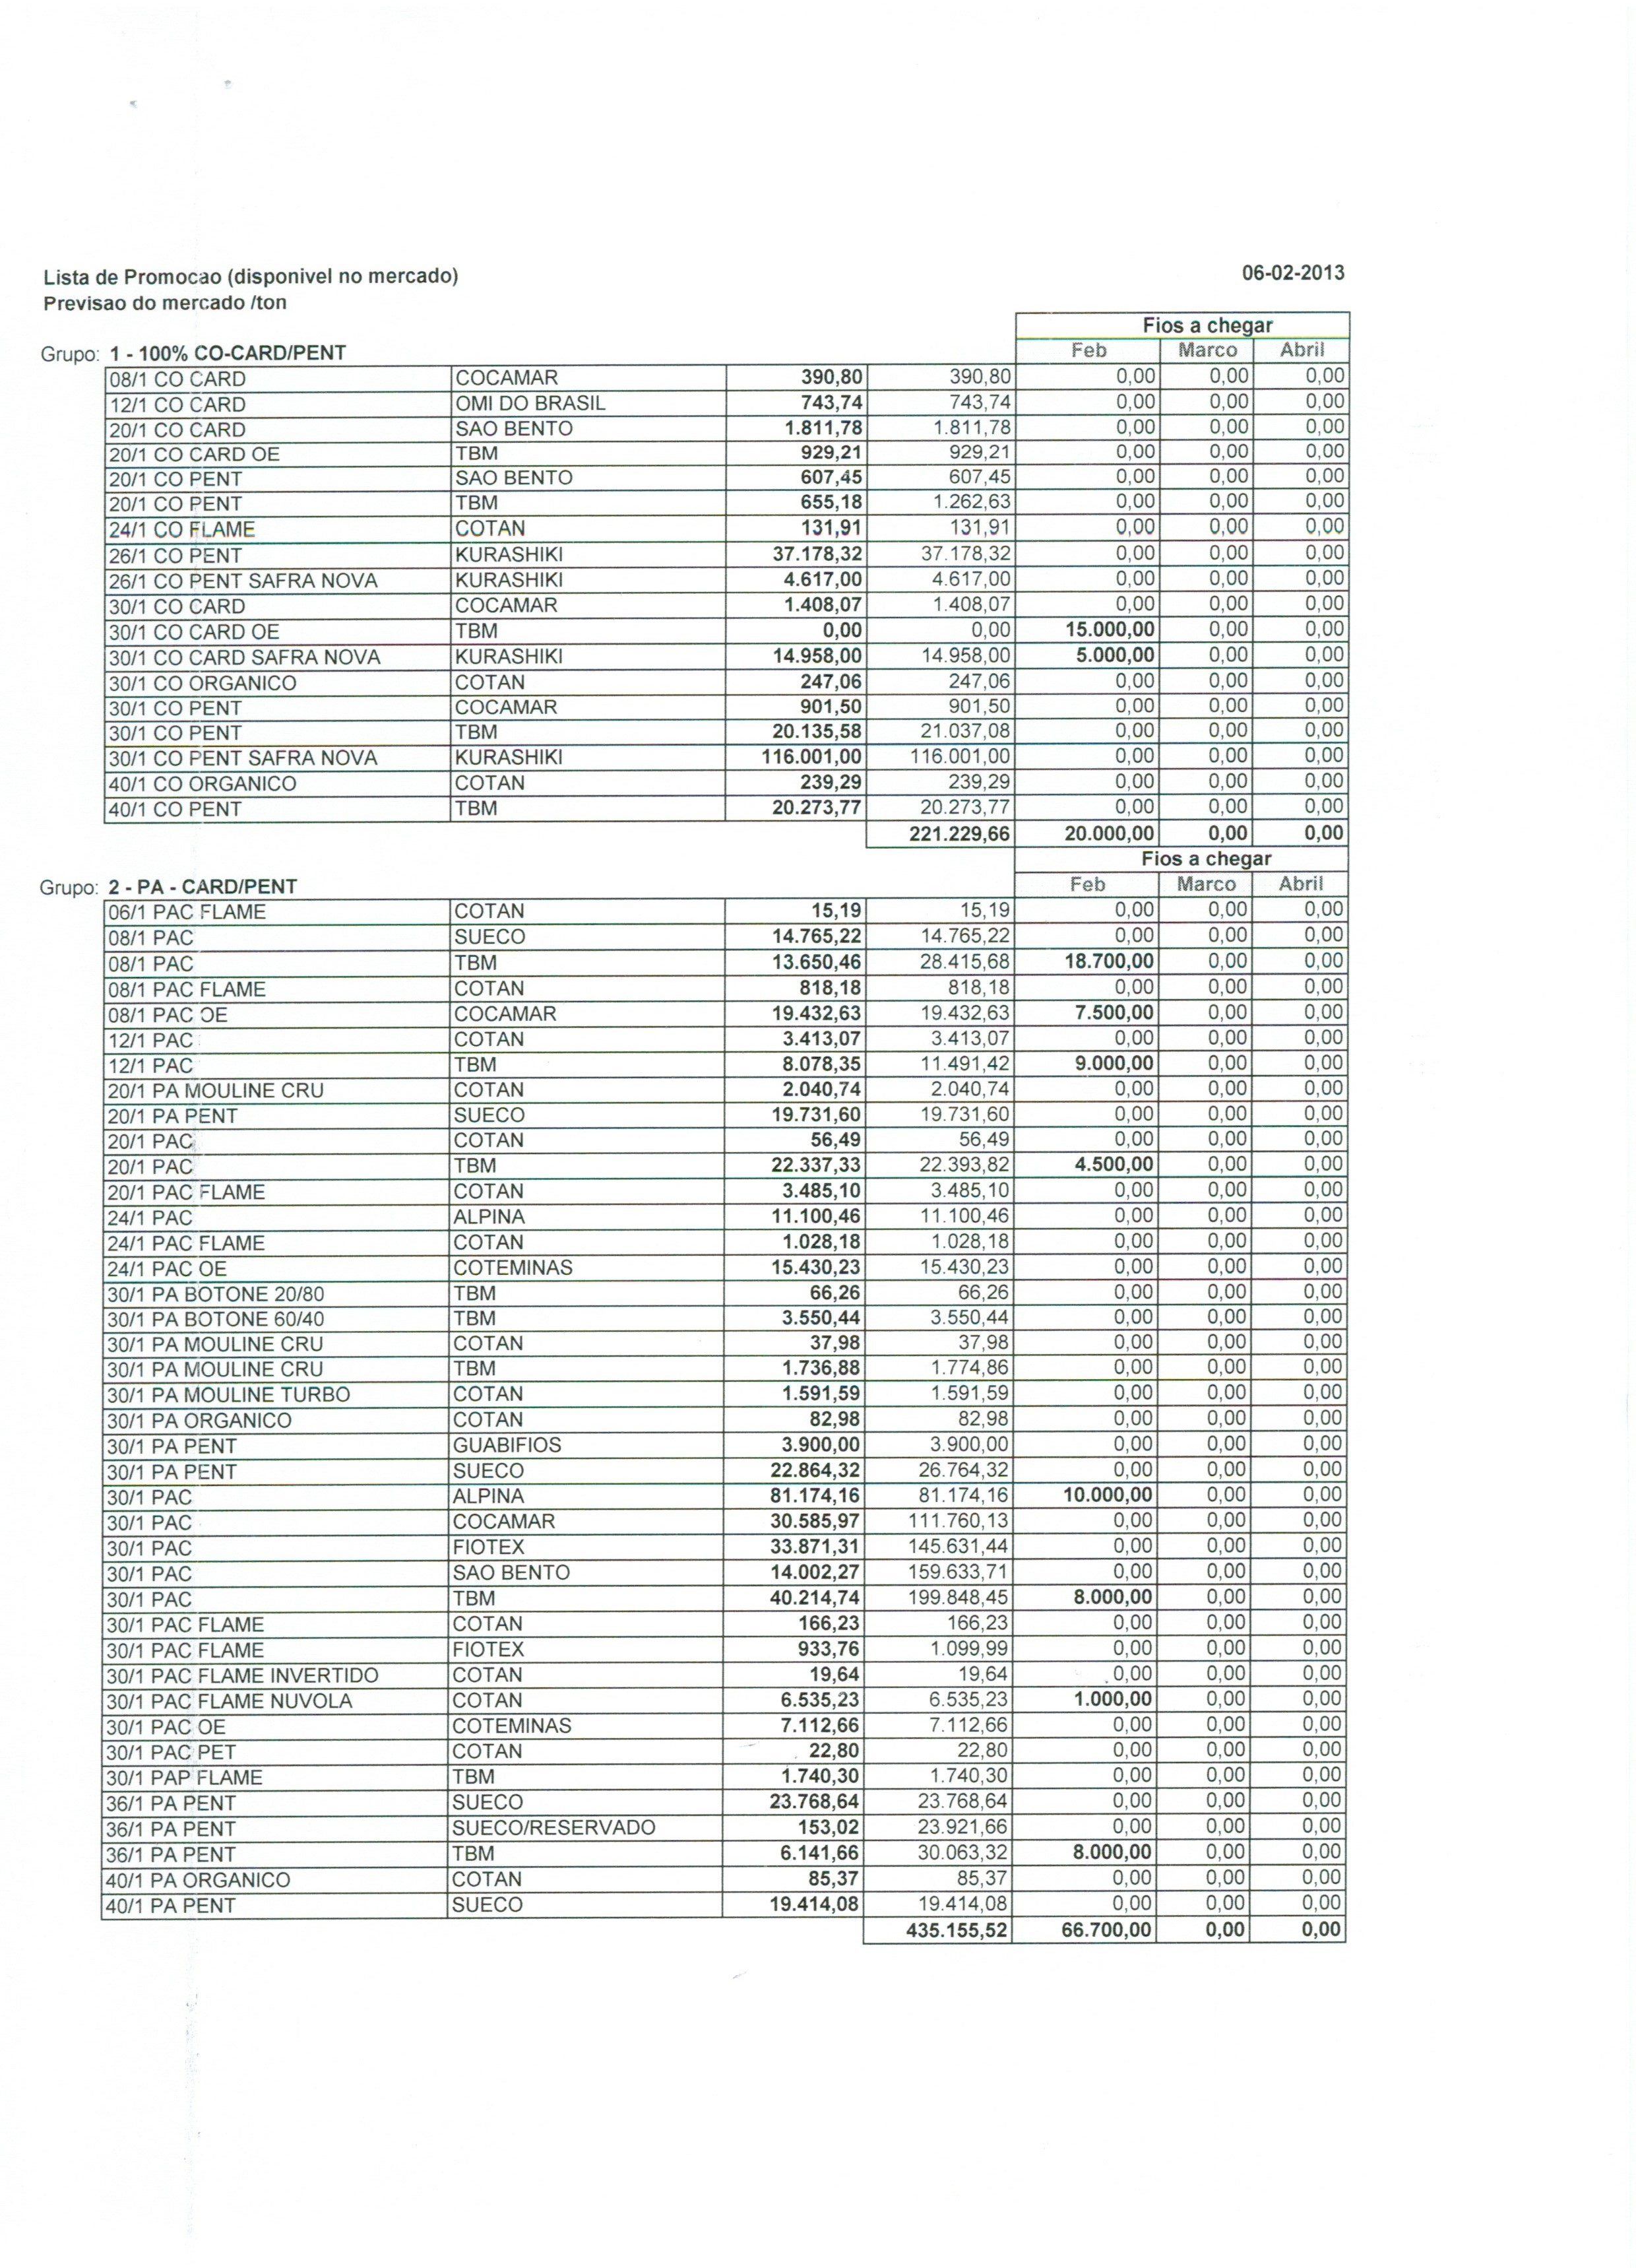 Lista de Promocao (disponivel no mercado) 06-02-2013
Previsao do mercado /ton
Fios a chegar
Grupo: 1 - 100% CO-CARD/PENT Feb Marco Abril
08/1 CO CARD COCAMAR 390,80 390,80 0,00 0,00 0,00
12/1 CO CARD OMI DO BRASIL 743,74 743,74 0,00 0,00 0,00
20/1 CO CARD SAO BENTO 1.811,78 1.811,78 0,00 0,00 0,00
20/1 CO CARD OE TBM 929,21 929,21 0,00 0,00 0,00
20/1 CO PENT SAO BENTO 607,45 607,45 0,00 0,00 0,00
20/1 CO PENT TBM 655,18 1.262,63 0,00 0,00 0,00
24/1 CO FLAME COTAN 131,91 131,91 0,00 0,00 0,00
26/1 CO PENT KURASHIKI 37.178,32 37.178,32 0,00 0,00 0,00
26/1 CO PENT SAFRA NOVA KURASHIKI 4.617,00 4.617,00 0,00 0,00 0,00
30/1 CO CARD COCAMAR 1.408,07 1.408,07 0,00 0,00 0,00
30/1 CO CARD OE TBM 0,00 0,00 15.000,00 0,00 0,00
30/1 CO CARD SAFRA NOVA KURASHIKI 14.958,00 14.958,00 5.000,00 0,00 0,00
30/1 CO ORGANICO COTAN 247,06 247,06 0,00 0,00 0,00
30/1 CO PENT COCAMAR 901,50 901,50 0,00 0,00 0,00
30/1 CO PENT TBM 20.135,58 21.037,08 0,00 0,00 0,00
30/1 CO PENT SAFRA NOVA KURASHIKI 116.001,00 116.001,00 0,00 0,00 0,00
40/1 CO ORGANICO COTAN 239,29 239,29 0,00 0,00 0,00
40/1 CO PENT TBM 20.273,77 20.273,77 0,00 0,00 0,00
221.229,66 20.000,00 0,00 0,00
Fios a chegar
Grupo: 2 - PA - CARD/PENT Feb Marco Abril
06/1 PAC FLAME COTAN 15,19 15,19 0,00 0,00 0,00
08/1 PAC SUECO 14.765,22 14.765,22 0,00 0,00 0,00
08/1 PAC TBM 13.650,46 28.415,68 18.700,00 0,00 0,00
08/1 PAC FLAME COTAN 818,18 818,18 0,00 0,00 0,00
08/1 PAC OE COCAMAR 19.432,63 19.432,63 7.500,00 0,00 0,00
12/1 PAC COTAN 3.413,07 3.413,07 0,00 0,00 0,00
12/1 PAC TBM 8.078,35 11.491,42 9.000,00 0,00 0,00
20/1 PA MOULINE CRU COTAN 2.040,74 2.040,74 0,00 0,00 0,00
20/1 PA PENT SUECO 19.731,60 19.731,60 0,00 0,00 0,00
20/1 PAC COTAN 56,49 56,49 0,00 0,00 0,00
20/1 PAC TBM 22.337,33 22.393,82 4.500,00 0,00 0,00
20/1 PAC FLAME COTAN 3.485,10 3.485,10 0,00 0,00 0,00
24/1 PAC ALPINA 11.100,46 11.100,46 0,00 0,00 0,00
24/1 PAC FLAME COTAN 1.028,18 1.028,18 0,00 0,00 0,00
24/1 PAC OE COTEMINAS 15.430,23 15.430,23 0,00 0,00 0,00
30/1 PA BOTONE 20/80 TBM 66,26 66,26 0,00 0,00 0,00
30/1 PA BOTONE 60/40 TBM 3.550,44 3.550,44 0,00 0,00 0,00
30/1 PA MOULINE CRU COTAN 37,98 37,98 0,00 0,00 0,00
30/1 PA MOULINE CRU TBM 1.736,88 1.774,86 0,00 0,00 0,00
30/1 PA MOULINE TURBO COTAN 1.591,59 1.591,59 0,00 0,00 0,00
30/1 PA ORGANICO COTAN 82,98 82,98 0,00 0,00 0,00
30/1 PA PENT GUABIFIOS 3.900,00 3.900,00 0,00 0,00 0,00
30/1 PA PENT SUECO 22.864,32 26.764,32 0,00 0,00 0,00
30/1 PAC ALPINA 81.174,16 81.174,16 10.000,00 0,00 0,00
30/1 PAC COCAMAR 30.585,97 111.760,13 0,00 0,00 0,00
30/1 PAC FIOTEX 33.871,31 145.631,44 0,00 0,00 0,00
30/1 PAC SAO BENTO 14.002,27 159.633,71 0,00 0,00 0,00
30/1 PAC TBM 40.214,74 199.848,45 8.000,00 0,00 0,00
30/1 PAC FLAME COTAN 166,23 166,23 0,00 0,00 0,00
30/1 PAC FLAME FIOTEX 933,76 1.099,99 0,00 0,00 0,00
30/1 PAC FLAME INVERTIDO COTAN 19,64 19,64 0,00 0,00 0,00
30/1 PAC FLAME NUVOLA COTAN 6.535,23 6.535,23 1.000,00 0,00 0,00
30/1 PAC OE COTEMINAS 7.112,66 7.112,66 0,00 0,00 0,00
30/1 PAC PET COTAN 22,80 22,80 0,00 0,00 0,00
30/1 PAP FLAME TBM 1.740,30 1.740,30 0,00 0,00 0,00
36/1 PA PENT SUECO 23.768,64 23.768,64 0,00 0,00 0,00
36/1 PA PENT SUECO/RESERVADO 153,02 23.921,66 0,00 0,00 0,00
36/1 PA PENT TBM 6.141,66 30.063,32 8.000,00 0,00 0,00
40/1 PA ORGANICO COTAN 85,37 85,37 0,00 0,00 0,00
40/1 PA PENT SUECO 19.414,08 19.414,08 0,00 0,00 0,00
435.155,52 66.700,00 0,00 0,00